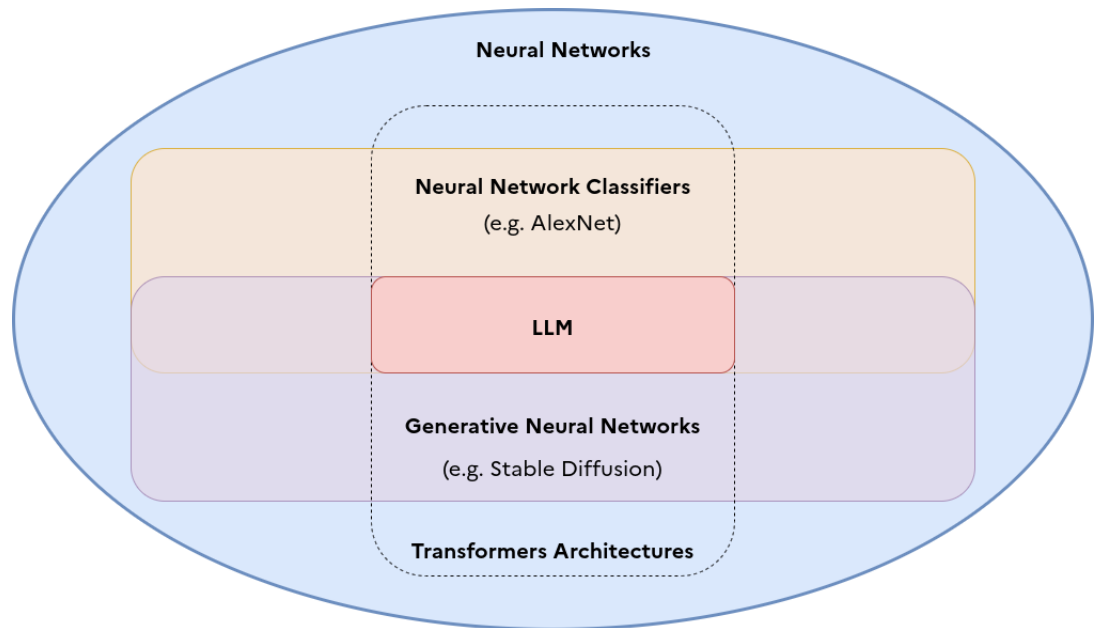 Neural Networks
Neural Network Classifiers
(e.g. AlexNet)
LLM
Generative Neural Networks
(e.g. Stable Diffusion)
Transformers Architectures